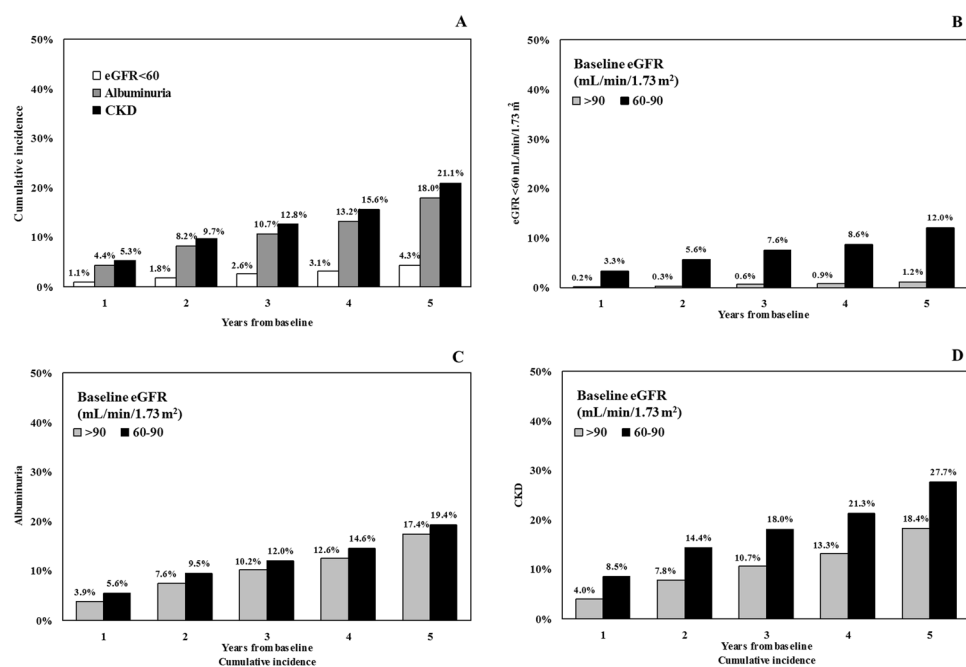 A
50%
40%
30%
20%
10%
0%
Cumulative incidence
eGFR<60
Albuminuria
CKD
1.1% 4.4% 5.3%
1.8% 8.2% 9.7%
2.6% 10.7% 12.8%
3.1% 13.2% 15.6%
4.3% 18.0% 21.1%
1 2 3 4 5
Years from baseline
B
50%
40%
30%
20%
10%
0%
eGFR <60 mL/min/1.73 m²
Baseline eGFR
(mL/min/1.73 m²)
>90 60-90
0.2% 3.3%
0.3% 5.6%
0.6% 7.6%
0.9% 8.6%
1.2% 12.0%
1 2 3 4 5
Years from baseline
C
50%
40%
30%
20%
10%
0%
Albuminuria
Baseline eGFR
(mL/min/1.73 m²)
>90 60-90
3.9% 5.6%
7.6% 9.5%
10.2% 12.0%
12.6% 14.6%
17.4% 19.4%
1 2 3 4 5
Years from baseline
Cumulative incidence
D
50%
40%
30%
20%
10%
0%
CKD
Baseline eGFR
(mL/min/1.73 m²)
>90 60-90
4.0% 8.5%
7.8% 14.4%
10.7% 18.0%
13.3% 21.3%
18.4% 27.7%
1 2 3 4 5
Years from baseline
Cumulative incidence